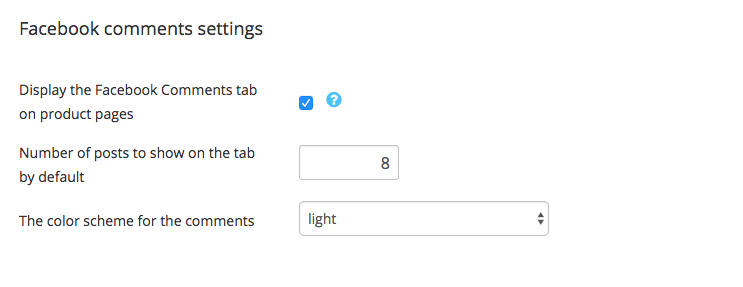 Facebook comments settings
Display the Facebook Comments tab
on product pages
?
Number of posts to show on the tab
by default
8
The color scheme for the comments
light